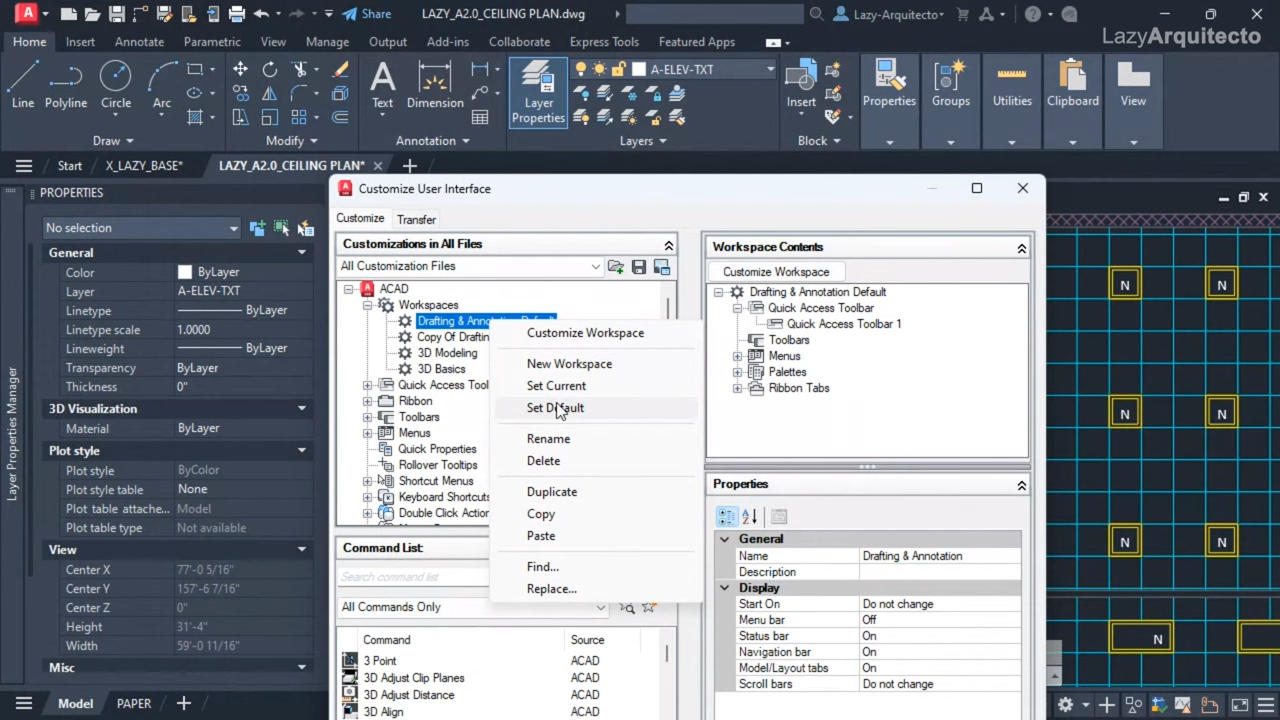 Share
LAZY_A2.0_CEILING PLAN.dwg
Lazy-Arquitecto
LazyArquitecto
Home
Insert
Annotate
Parametric
View
Manage
Output
Add-ins
Collaborate
Express Tools
Featured Apps
A-ELEV-TXT
Line
Polyline
Circle
Arc
Text
Dimension
Layer
Properties
Insert
Properties
Groups
Utilities
Clipboard
View
Draw
Modify
Annotation
Layers
Block
Start
X_LAZY_BASE*
LAZY_A2.0_CEILING PLAN*
PROPERTIES
No selection
General
Color ByLayer
Layer A-ELEV-TXT
Linetype ByLayer
Linetype scale 1.0000
Lineweight ByLayer
Transparency ByLayer
Thickness 0"
3D Visualization
Material ByLayer
Plot style
Plot style ByColor
Plot style table None
Plot table attache... Model
Plot table type Not available
View
Center X 77'-0 5/16"
Center Y 157'-6 7/16"
Center Z 0"
Height 31'-4"
Width 59'-0 11/16"
Misc
Layer Properties Manager
Model
PAPER
Customize User Interface
Customize
Transfer
Customizations in All Files
All Customization Files
ACAD
Workspaces
Drafting & Annotation Default
Copy Of Draftin
3D Modeling
3D Basics
Quick Access Tool
Ribbon
Toolbars
Menus
Quick Properties
Rollover Tooltips
Shortcut Menus
Keyboard Shortcuts
Double Click Action
Customize Workspace
New Workspace
Set Current
Set Default
Rename
Delete
Duplicate
Copy
Paste
Find...
Replace...
Command List:
Search command list
All Commands Only
Command Source
3 Point ACAD
3D Adjust Clip Planes ACAD
3D Adjust Distance ACAD
3D Align ACAD
Workspace Contents
Customize Workspace
Drafting & Annotation Default
Quick Access Toolbar
Quick Access Toolbar 1
Toolbars
Menus
Palettes
Ribbon Tabs
Properties
General
Name Drafting & Annotation
Description
Display
Start On Do not change
Menu bar Off
Status bar On
Navigation bar On
Model/Layout tabs On
Scroll bars Do not change
N N
N N
N N
N